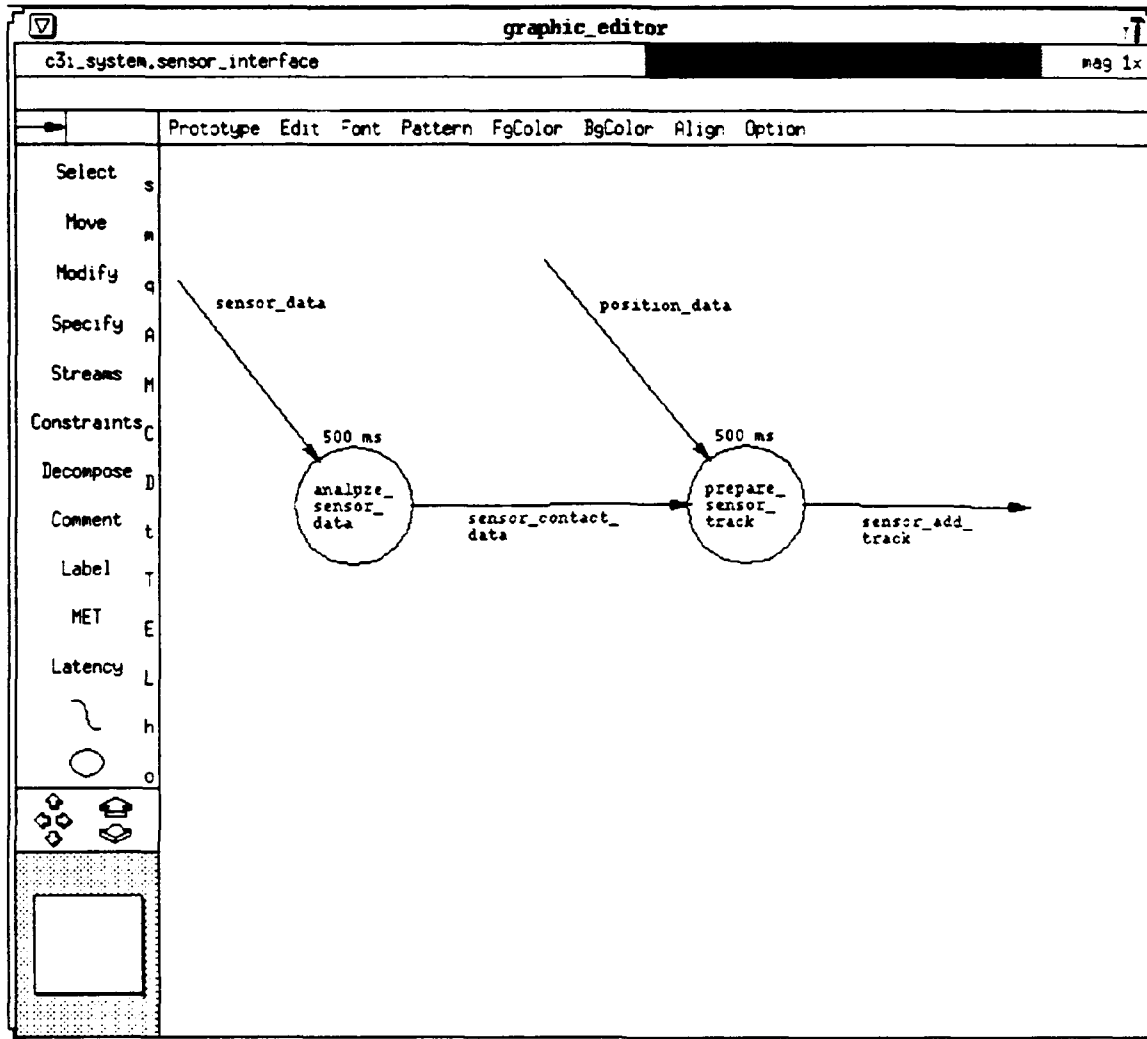 graphic_editor
c3i_system.sensor_interface
mag 1x
Prototype Edit Font Pattern FgColor BgColor Align Option
Select s
Move m
Modify q
Specify A
Streams M
Constraints C
Decompose D
Comment t
Label T
MET E
Latency L
h
o
sensor_data
position_data
500 ms
analyze_
sensor_
data
sensor_contact_
data
500 ms
prepare_
sensor_
track
sensor_add_
track